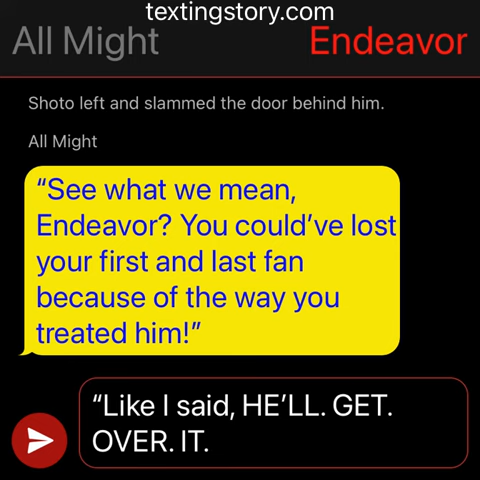 textingstory.com
All Might
Endeavor
Shoto left and slammed the door behind him.
All Might
“See what we mean,
Endeavor? You could’ve lost
your first and last fan
because of the way you
treated him!”
“Like I said, HE’LL. GET.
OVER. IT.